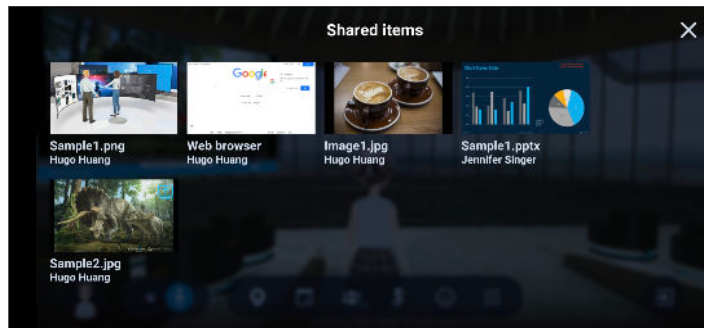 Shared items
Google
Sample1.png
Hugo Huang
Web browser
Hugo Huang
Image1.jpg
Hugo Huang
Sample1.pptx
Jennifer Singer
Sample2.jpg
Hugo Huang